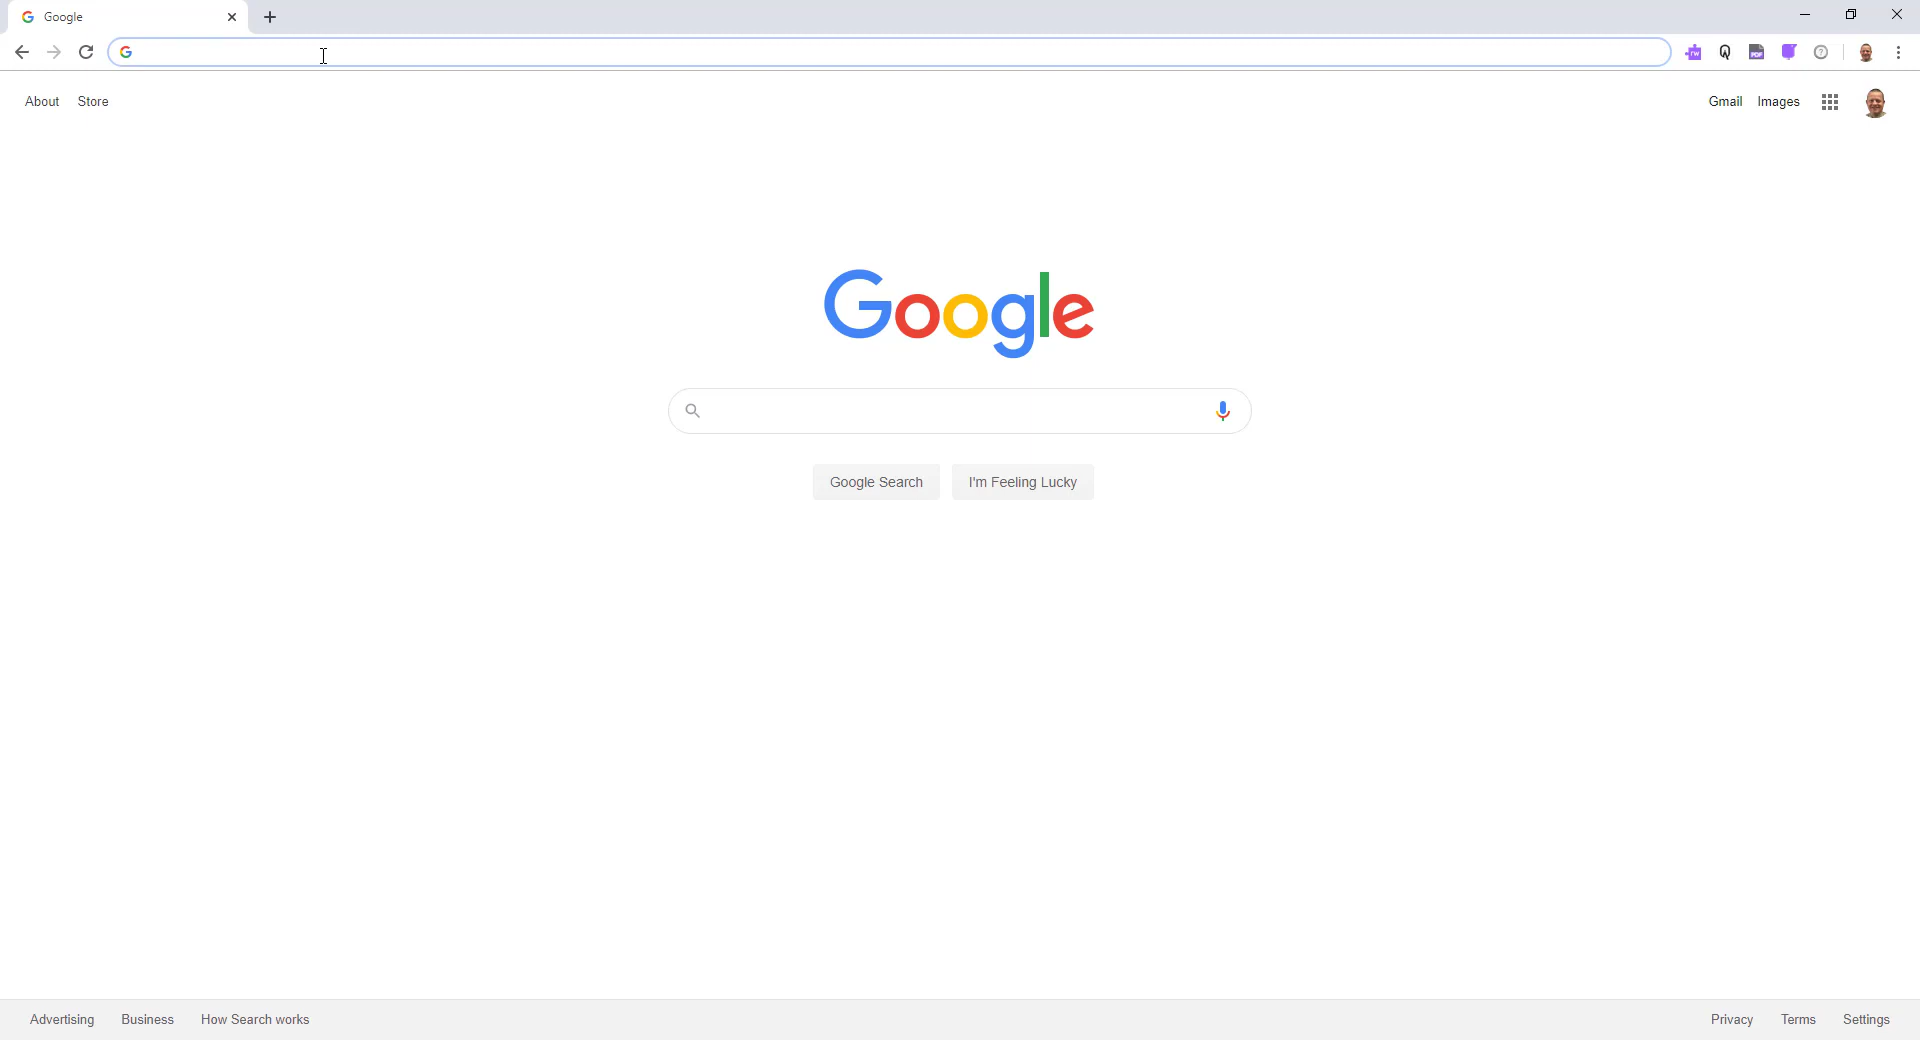 Google
About Store
Gmail Images
Google
Google Search I'm Feeling Lucky
Advertising Business How Search works
Privacy Terms Settings